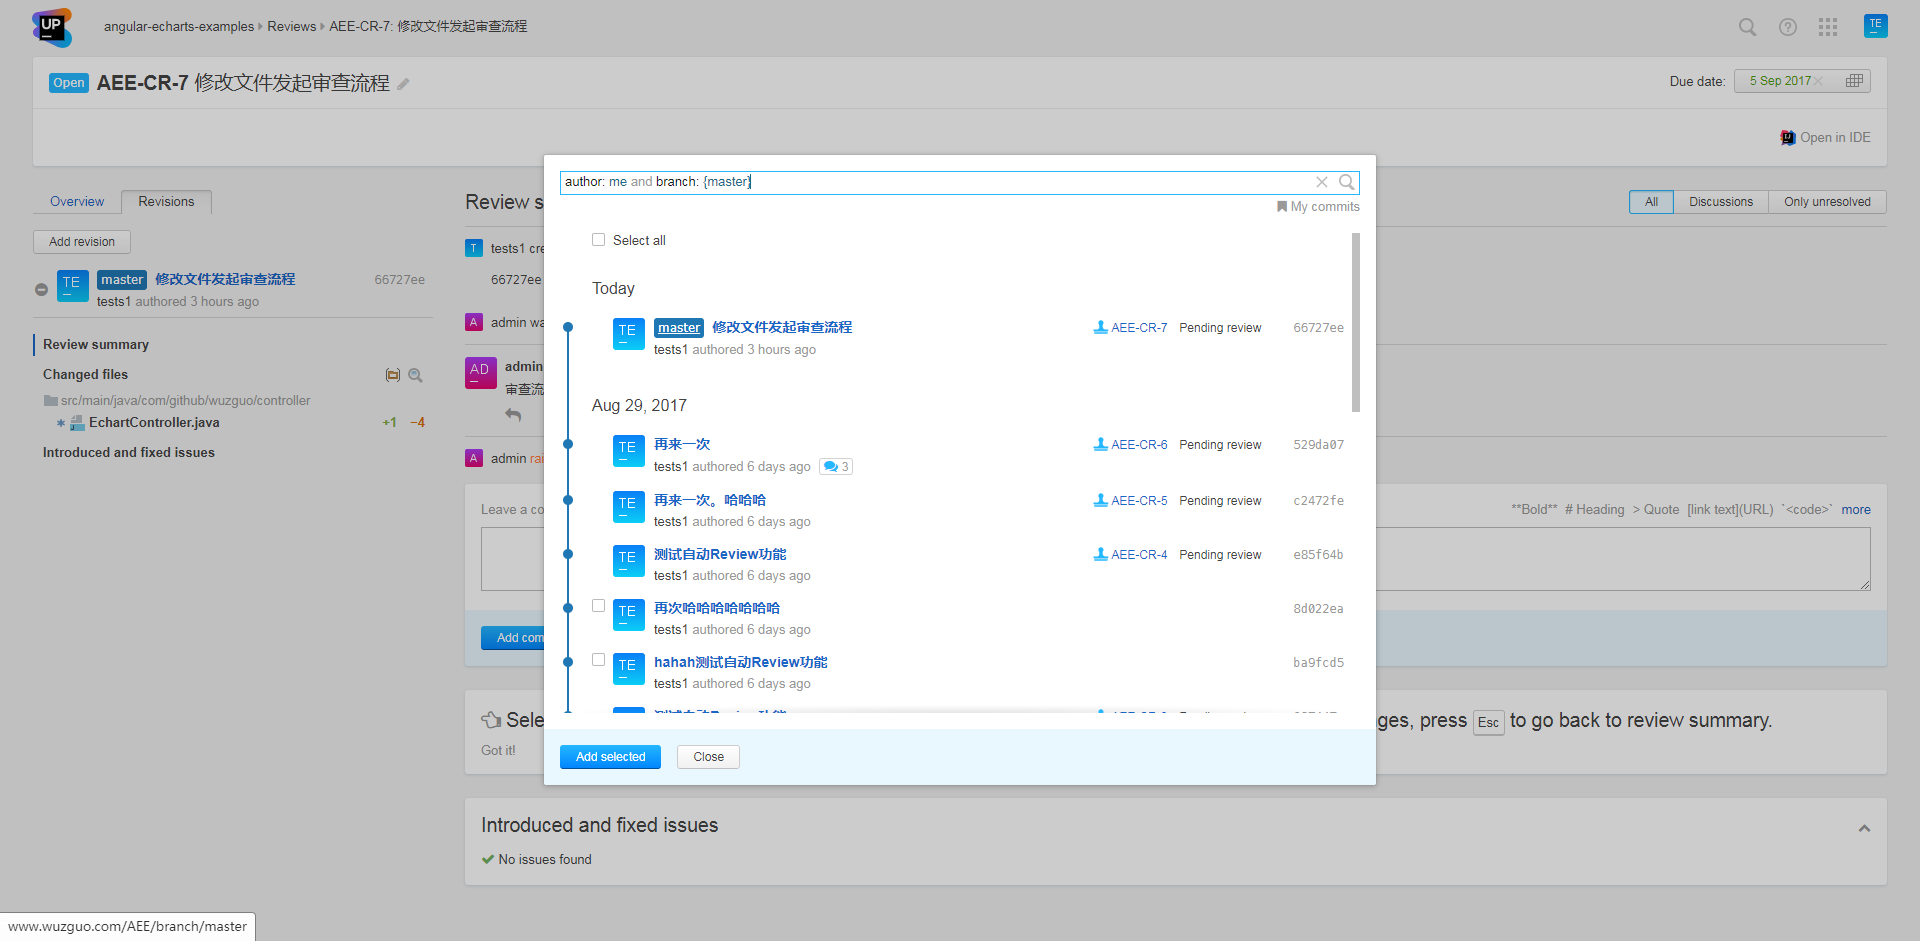 UP
angular-echarts-examples Reviews AEE-CR-7: 修改文件发起审查流程
TE
Open AEE-CR-7 修改文件发起审查流程
Due date: 5 Sep 2017
Open in IDE
Overview Revisions
Add revision
TE
master 修改文件发起审查流程 66727ee
tests1 authored 3 hours ago
Review summary
Changed files
src/main/java/com/github/wuzguo/controller
EchartController.java +1 −4
Introduced and fixed issues
Review s
All Discussions Only unresolved
T tests1 cre
66727ee
A admin wa
AD admin
审查流
A admin rai
Leave a co
**Bold** # Heading > Quote [link text](URL) `<code>` more
Add com
author: me and branch: {master}
My commits
Select all
Today
TE
master 修改文件发起审查流程 AEE-CR-7 Pending review 66727ee
tests1 authored 3 hours ago
Aug 29, 2017
TE
再来一次 AEE-CR-6 Pending review 529da07
tests1 authored 6 days ago 3
TE
再来一次。哈哈哈 AEE-CR-5 Pending review c2472fe
tests1 authored 6 days ago
TE
测试自动Review功能 AEE-CR-4 Pending review e85f64b
tests1 authored 6 days ago
TE
再次哈哈哈哈哈哈哈 8d022ea
tests1 authored 6 days ago
TE
hahah测试自动Review功能 ba9fcd5
tests1 authored 6 days ago
测试自动Review功能
Add selected Close
Sele
ges, press Esc to go back to review summary.
Got it!
Introduced and fixed issues
No issues found
www.wuzguo.com/AEE/branch/master